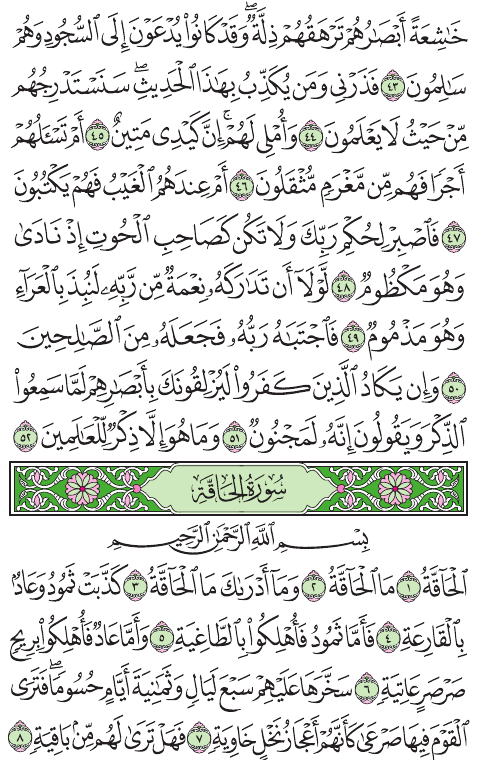 خَٰشِعَةً أَبْصَٰرُهُمْ تَرْهَقُهُمْ ذِلَّةٌ ۖ وَقَدْ كَانُوا۟ يُدْعَوْنَ إِلَى ٱلسُّجُودِ وَهُمْ
سَٰلِمُونَ ٤٣ فَذَرْنِى وَمَن يُكَذِّبُ بِهَٰذَا ٱلْحَدِيثِ ۖ سَنَسْتَدْرِجُهُم
مِّنْ حَيْثُ لَا يَعْلَمُونَ ٤٤ وَأُمْلِى لَهُمْ ۚ إِنَّ كَيْدِى مَتِينٌ ٤٥ أَمْ تَسْـَٔلُهُمْ
أَجْرًا فَهُم مِّن مَّغْرَمٍ مُّثْقَلُونَ ٤٦ أَمْ عِندَهُمُ ٱلْغَيْبُ فَهُمْ يَكْتُبُونَ
٤٧ فَٱصْبِرْ لِحُكْمِ رَبِّكَ وَلَا تَكُن كَصَاحِبِ ٱلْحُوتِ إِذْ نَادَىٰ
وَهُوَ مَكْظُومٌ ٤٨ لَّوْلَآ أَن تَدَٰرَكَهُۥ نِعْمَةٌ مِّن رَّبِّهِۦ لَنُبِذَ بِٱلْعَرَآءِ
وَهُوَ مَذْمُومٌ ٤٩ فَٱجْتَبَٰهُ رَبُّهُۥ فَجَعَلَهُۥ مِنَ ٱلصَّٰلِحِينَ
٥٠ وَإِن يَكَادُ ٱلَّذِينَ كَفَرُوا۟ لَيُزْلِقُونَكَ بِأَبْصَٰرِهِمْ لَمَّا سَمِعُوا۟
ٱلذِّكْرَ وَيَقُولُونَ إِنَّهُۥ لَمَجْنُونٌ ٥١ وَمَا هُوَ إِلَّا ذِكْرٌ لِّلْعَٰلَمِينَ ٥٢
سُورَةُ الحَاقَّةِ
بِسْمِ ٱللَّهِ ٱلرَّحْمَٰنِ ٱلرَّحِيمِ
ٱلْحَآقَّةُ ١ مَا ٱلْحَآقَّةُ ٢ وَمَآ أَدْرَىٰكَ مَا ٱلْحَآقَّةُ ٣ كَذَّبَتْ ثَمُودُ وَعَادٌۢ
بِٱلْقَارِعَةِ ٤ فَأَمَّا ثَمُودُ فَأُهْلِكُوا۟ بِٱلطَّاغِيَةِ ٥ وَأَمَّا عَادٌ فَأُهْلِكُوا۟ بِرِيحٍ
صَرْصَرٍ عَاتِيَةٍ ٦ سَخَّرَهَا عَلَيْهِمْ سَبْعَ لَيَالٍ وَثَمَٰنِيَةَ أَيَّامٍ حُسُومًا ۖ فَتَرَى
ٱلْقَوْمَ فِيهَا صَرْعَىٰ كَأَنَّهُمْ أَعْجَازُ نَخْلٍ خَاوِيَةٍ ٧ فَهَلْ تَرَىٰ لَهُم مِّنۢ بَاقِيَةٍ ٨